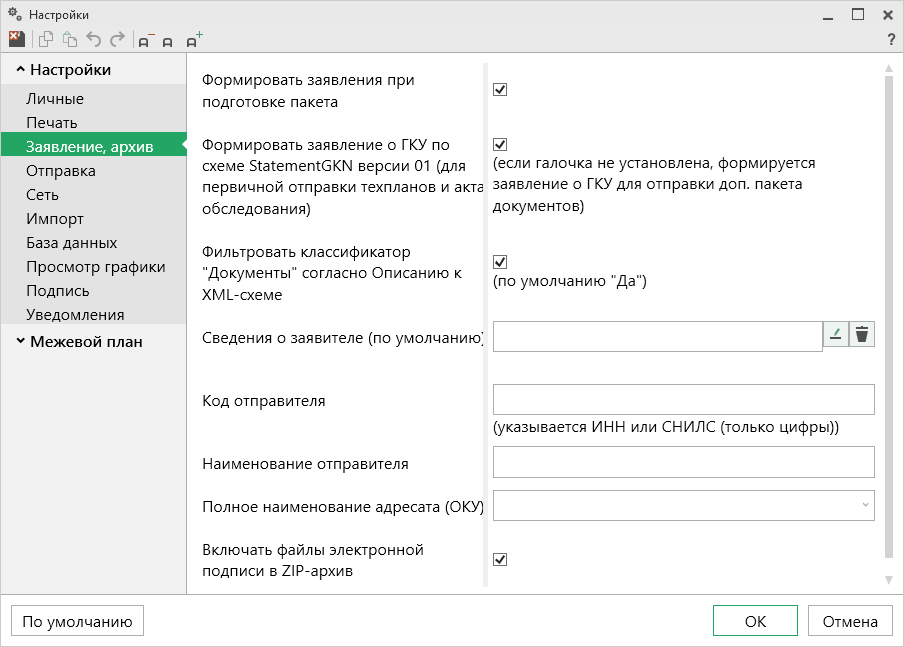 Настройки
?
Настройки
Личные
Печать
Заявление, архив
Отправка
Сеть
Импорт
База данных
Просмотр графики
Подпись
Уведомления
Межевой план
Формировать заявления при
подготовке пакета
Формировать заявление о ГКУ по
схеме StatementGKN версии 01 (для
первичной отправки техпланов и акта
обследования)
(если галочка не установлена, формируется
заявление о ГКУ для отправки доп. пакета
документов)
Фильтровать классификатор
"Документы" согласно Описанию к
XML-схеме
(по умолчанию "Да")
Сведения о заявителе (по умолчанию)
Код отправителя
(указывается ИНН или СНИЛС (только цифры))
Наименование отправителя
Полное наименование адресата (ОКУ)
Включать файлы электронной
подписи в ZIP-архив
По умолчанию
ОК
Отмена